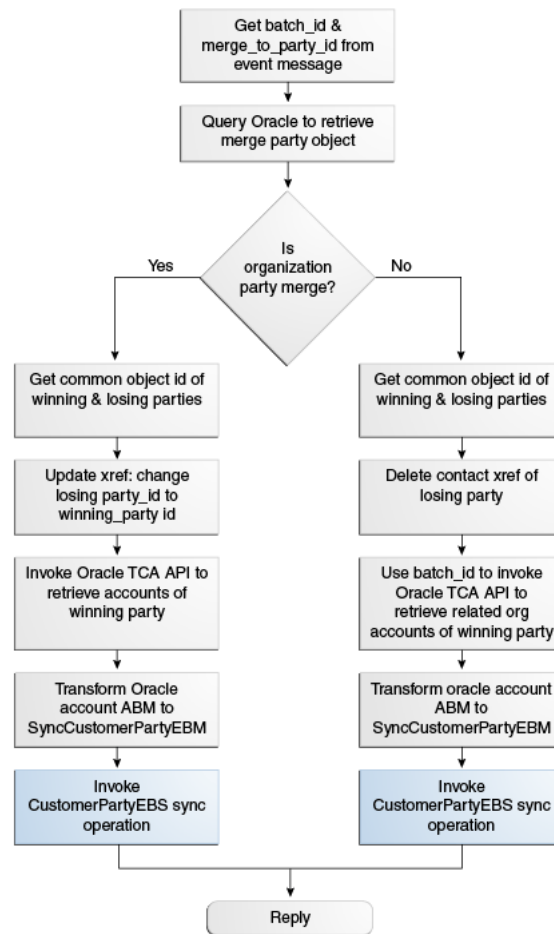 Get batch_id &
merge_to_party_id from
event message
Query Oracle to retrieve
merge party object
Is
organization
party merge?
Yes
No
Get common object id of
winning & losing parties
Update xref: change
losing party_id to
winning_party id
Invoke Oracle TCA API to
retrieve accounts of
winning party
Transform Oracle
account ABM to
SyncCustomerPartyEBM
Invoke
CustomerPartyEBS sync
operation
Get common object id of
winning & losing parties
Delete contact xref of
losing party
Use batch_id to invoke
Oracle TCA API to
retrieve related org
accounts of winning party
Transform oracle account
ABM to
SyncCustomerPartyEBM
Invoke
CustomerPartyEBS sync
operation
Reply